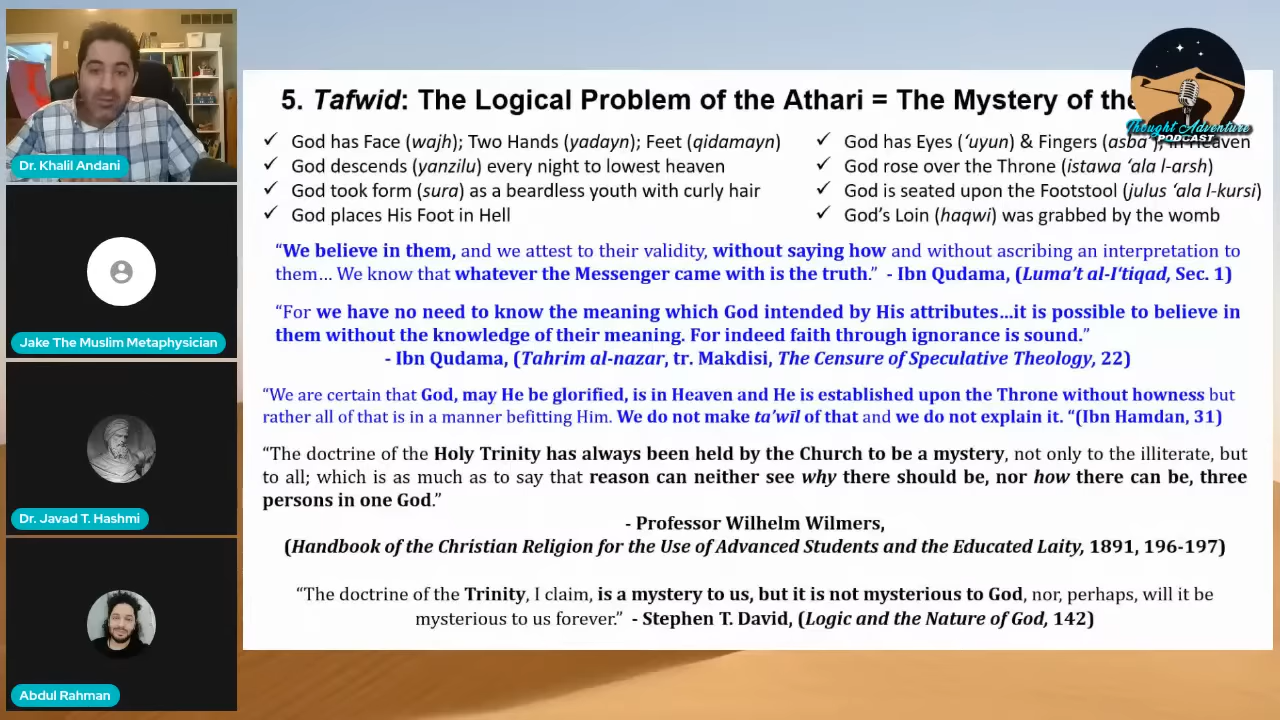 5. Tafwid: The Logical Problem of the Athari = The Mystery of the
Thought Adventure
PODCAST
✓ God has Face (wajh); Two Hands (yadayn); Feet (qidamayn)
✓ God descends (yanzilu) every night to lowest heaven
✓ God took form (sura) as a beardless youth with curly hair
✓ God places His Foot in Hell
✓ God has Eyes (‘uyun) & Fingers (asba‘); in Heaven
✓ God rose over the Throne (istawa ‘ala l-arsh)
✓ God is seated upon the Footstool (julus ‘ala l-kursi)
✓ God’s Loin (haqwi) was grabbed by the womb
“We believe in them, and we attest to their validity, without saying how and without ascribing an interpretation to
them… We know that whatever the Messenger came with is the truth.” - Ibn Qudama, (Luma’t al-I‘tiqad, Sec. 1)
“For we have no need to know the meaning which God intended by His attributes…it is possible to believe in
them without the knowledge of their meaning. For indeed faith through ignorance is sound.”
- Ibn Qudama, (Tahrim al-nazar, tr. Makdisi, The Censure of Speculative Theology, 22)
“We are certain that God, may He be glorified, is in Heaven and He is established upon the Throne without howness but
rather all of that is in a manner befitting Him. We do not make ta’wīl of that and we do not explain it. “(Ibn Hamdan, 31)
“The doctrine of the Holy Trinity has always been held by the Church to be a mystery, not only to the illiterate, but
to all; which is as much as to say that reason can neither see why there should be, nor how there can be, three
persons in one God.”
- Professor Wilhelm Wilmers,
(Handbook of the Christian Religion for the Use of Advanced Students and the Educated Laity, 1891, 196-197)
“The doctrine of the Trinity, I claim, is a mystery to us, but it is not mysterious to God, nor, perhaps, will it be
mysterious to us forever.” - Stephen T. David, (Logic and the Nature of God, 142)
Dr. Khalil Andani
Jake The Muslim Metaphysician
Dr. Javad T. Hashmi
Abdul Rahman